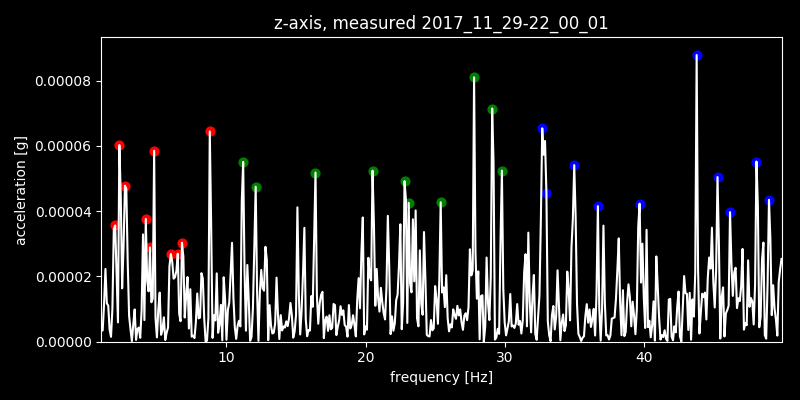 z-axis, measured 2017_11_29-22_00_01
0.00008
0.00006
0.00004
0.00002
0.00000
acceleration [g]
10 20 30 40
frequency [Hz]